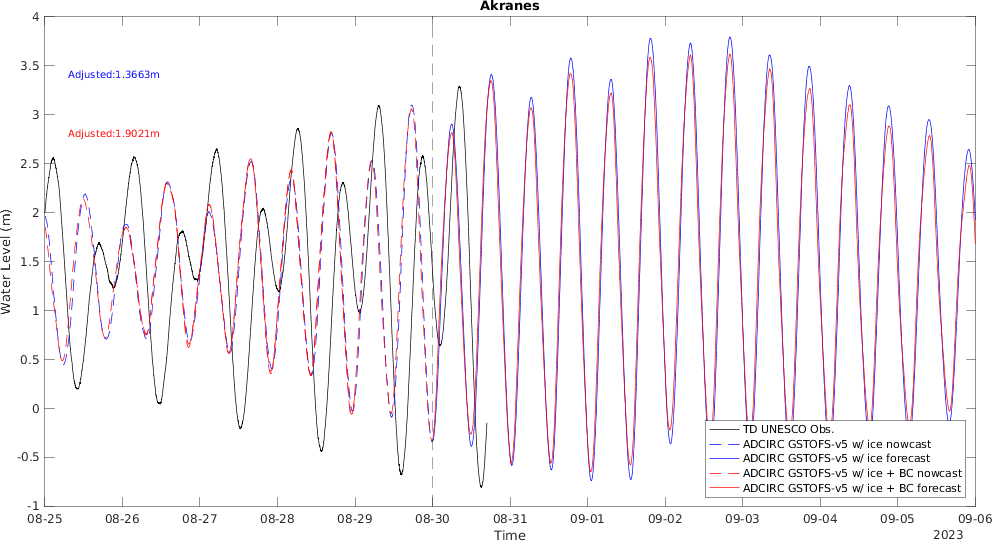 Akranes
4
3.5
3
2.5
2
1.5
1
0.5
0
-0.5
-1
Water Level (m)
Adjusted:1.3663m
Adjusted:1.9021m
TD UNESCO Obs.
ADCIRC GSTOFS-v5 w/ ice nowcast
ADCIRC GSTOFS-v5 w/ ice forecast
ADCIRC GSTOFS-v5 w/ ice + BC nowcast
ADCIRC GSTOFS-v5 w/ ice + BC forecast
08-25 08-26 08-27 08-28 08-29 08-30 08-31 09-01 09-02 09-03 09-04 09-05 09-06
Time
2023